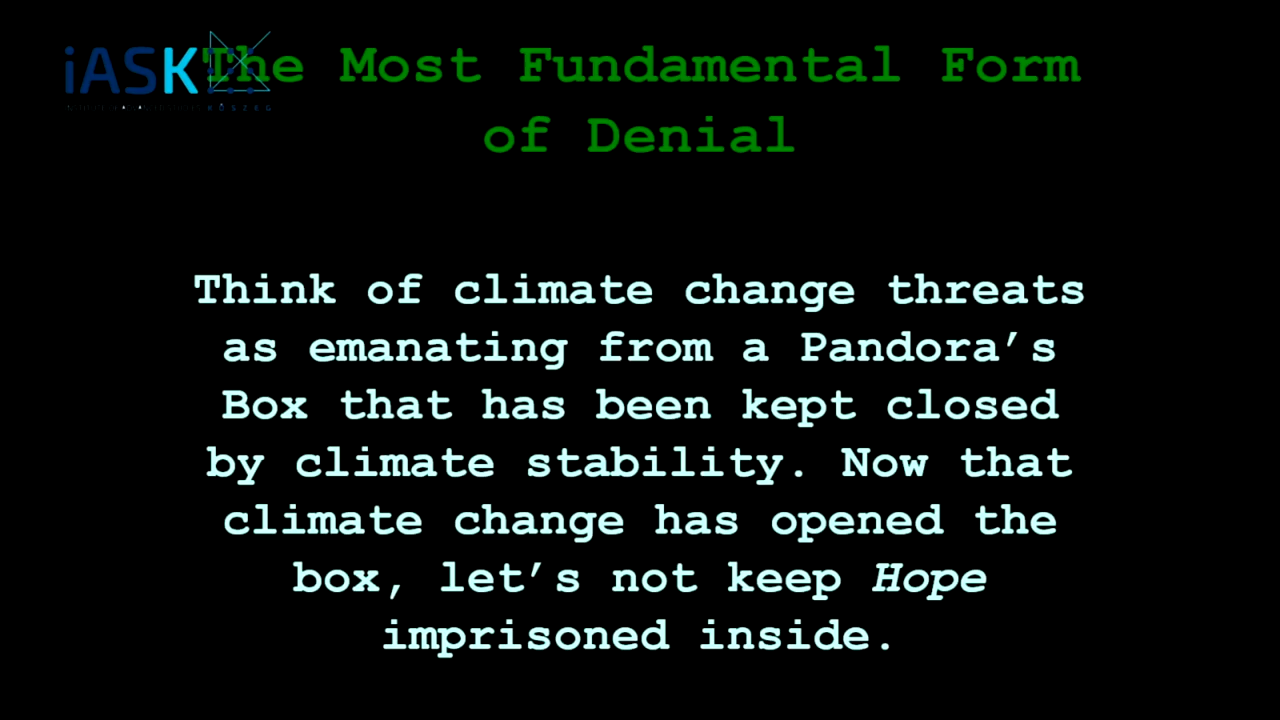 iASK
The Most Fundamental Form
of Denial
KŐSZEG
Think of climate change threats
as emanating from a Pandora’s
Box that has been kept closed
by climate stability. Now that
climate change has opened the
box, let’s not keep Hope
imprisoned inside.